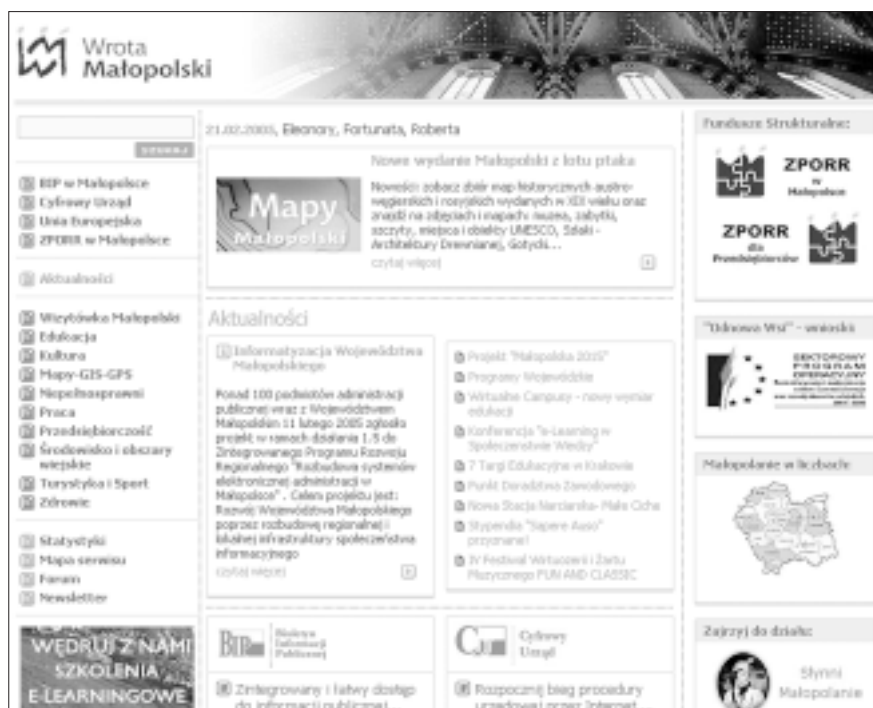 Wrota
Małopolski
SZUKAJ
BIP w Małopolsce
Cyfrowy Urząd
Unia Europejska
ZPORR w Małopolsce
Aktualności
Wizytówka Małopolski
Edukacja
Kultura
Mapy-GIS-GPS
Niepełnosprawni
Praca
Przedsiębiorczość
Środowisko i obszary
wiejskie
Turystyka i Sport
Zdrowie
Statystyki
Mapa serwisu
Forum
Newsletter
WĘDRUJ Z NAMI
SZKOLENIA
E-LEARNINGOWE
21.02.2005, Eleonory, Fortunata, Roberta
Nowe wydanie Małopolski z lotu ptaka
Mapy
Małopolski
Nowości: zobacz zbiór map historycznych austro-
węgierskich i rosyjskich wydanych w XIX wieku oraz
znajdź na zdjęciach i mapach: muzea, zabytki,
szczyty, miejsca i obiekty UNESCO, Szlaki -
Architektury Drewnianej, Gotycki...
czytaj więcej
Aktualności
Informatyzacja Województwa
Małopolskiego
Ponad 100 podmiotów administracji
publicznej wraz z Województwem
Małopolskim 11 lutego 2005 zgłosiło
projekt w ramach działania 1.5 do
Zintegrowanego Programu Rozwoju
Regionalnego "Rozbudowa systemów
elektronicznej administracji w
Małopolsce" . Celem projektu jest:
Rozwój Województwa Małopolskiego
poprzez rozbudowę regionalnej i
lokalnej infrastruktury społeczeństwa
informacyjnego
czytaj więcej
Projekt "Małopolska 2015"
Programy Wojewódzkie
Wirtualne Campusy - nowy wymiar
edukacji
Konferencja "e-Learning w
Społeczeństwie Wiedzy"
7 Targi Edukacyjne w Krakowie
Punkt Doradztwa Zawodowego
Nowa Stacja Narciarska- Małe Ciche
Stypendia "Sapere Auso"
przyznane!
IV Festiwal Wirtuozerii i Żartu
Muzycznego FUN AND CLASSIC
BIP
Biuletyn
Informacji
Publicznej
Zintegrowany i łatwy dostęp
do informacji publicznej...
Cyfrowy
Urząd
Rozpocznij bieg procedury
urzędowej przez Internet...
Fundusze Strukturalne:
ZPORR
w
Małopolsce
ZPORR
dla
Przedsiębiorców
"Odnowa Wsi" - wnioski
SEKTOROWY
PROGRAM
OPERACYJNY
Małopolanie w liczbach:
Zajrzyj do działu:
Słynni
Małopolanie